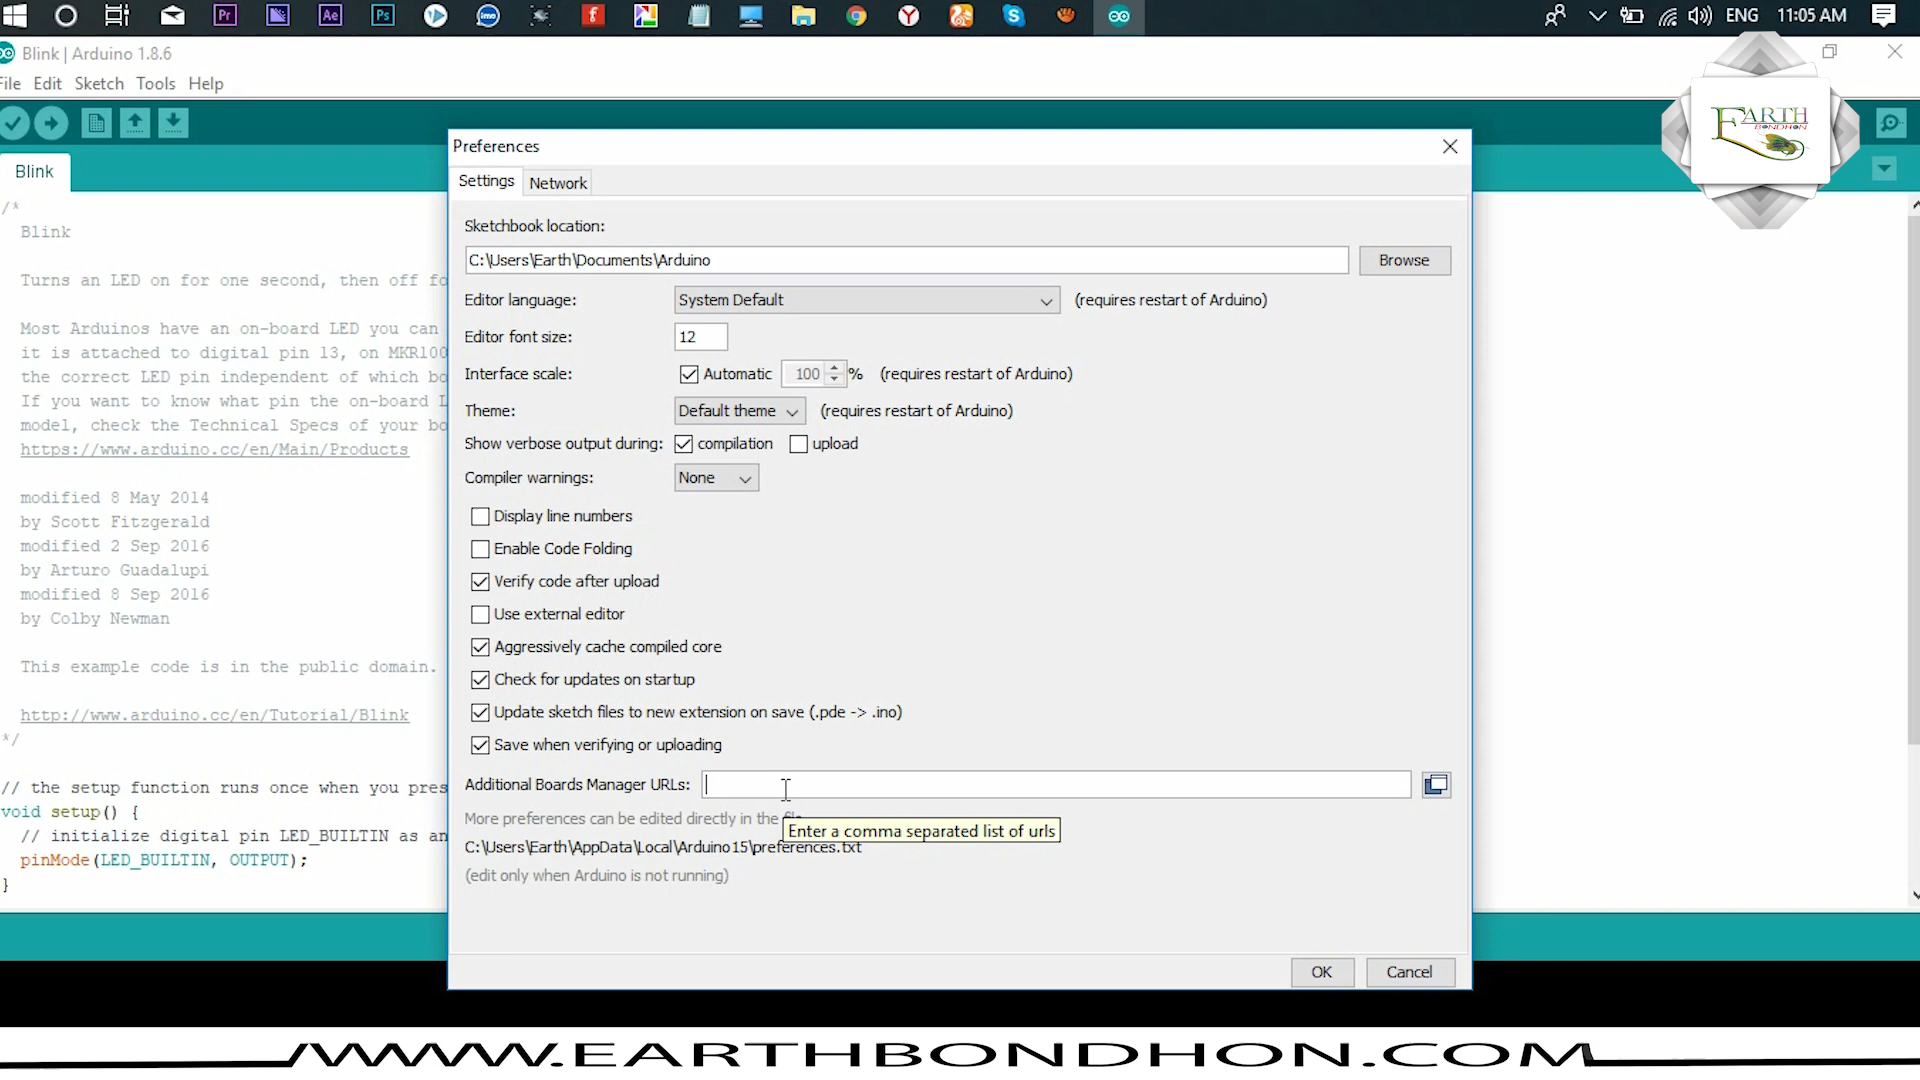 Pr
Ae
Ps
imo
ENG
11:05 AM
Blink | Arduino 1.8.6
File Edit Sketch Tools Help
EARTH
BONDHON
Blink
/*
Blink
Turns an LED on for one second, then off fo
Most Arduinos have an on-board LED you can
it is attached to digital pin 13, on MKR100
the correct LED pin independent of which bo
If you want to know what pin the on-board L
model, check the Technical Specs of your bo
https://www.arduino.cc/en/Main/Products
modified 8 May 2014
by Scott Fitzgerald
modified 2 Sep 2016
by Arturo Guadalupi
modified 8 Sep 2016
by Colby Newman
This example code is in the public domain.
http://www.arduino.cc/en/Tutorial/Blink
*/
// the setup function runs once when you pres
void setup() {
// initialize digital pin LED_BUILTIN as an
pinMode(LED_BUILTIN, OUTPUT);
}
Preferences
Settings Network
Sketchbook location:
C:\Users\Earth\Documents\Arduino Browse
Editor language: System Default (requires restart of Arduino)
Editor font size: 12
Interface scale: Automatic 100 % (requires restart of Arduino)
Theme: Default theme (requires restart of Arduino)
Show verbose output during: compilation upload
Compiler warnings: None
Display line numbers
Enable Code Folding
Verify code after upload
Use external editor
Aggressively cache compiled core
Check for updates on startup
Update sketch files to new extension on save (.pde -> .ino)
Save when verifying or uploading
Additional Boards Manager URLs:
More preferences can be edited directly in the
Enter a comma separated list of urls
C:\Users\Earth\AppData\Local\Arduino15\preferences.txt
(edit only when Arduino is not running)
OK Cancel
WWW.EARTHBONDHON.COM